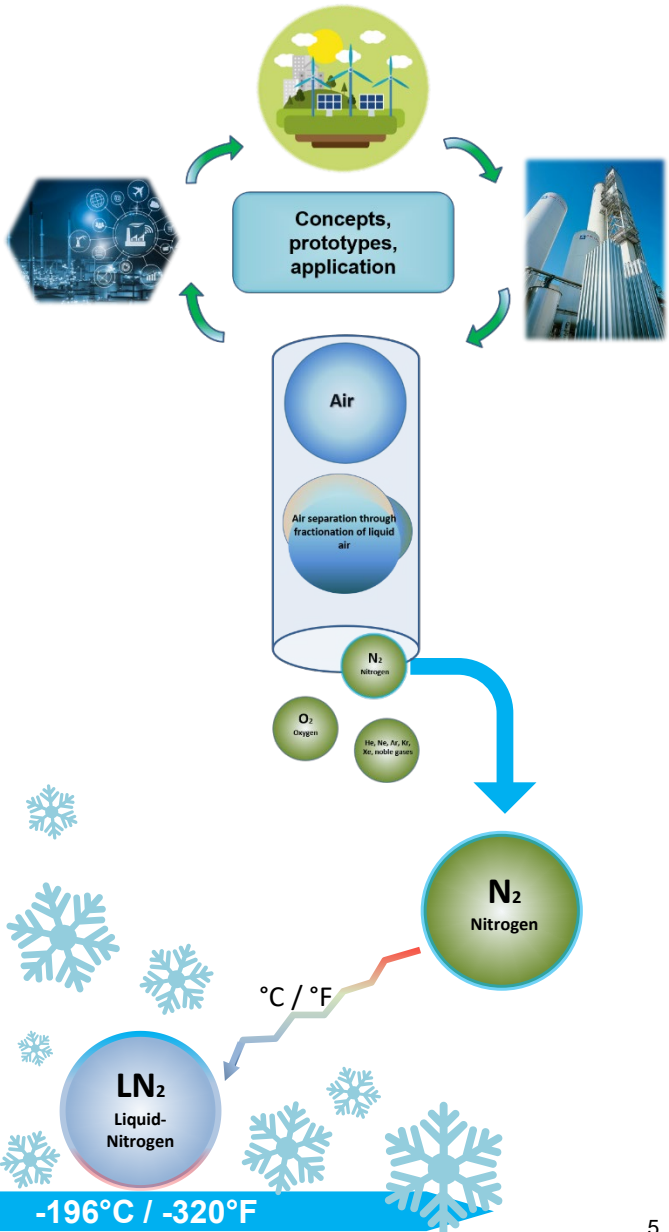 Concepts,
prototypes,
application
Air
Air separation through
fractionation of liquid
air
N₂
Nitrogen
O₂
Oxygen
He, Ne, Ar, Kr,
Xe, noble gases
N₂
Nitrogen
°C / °F
LN₂
Liquid-
Nitrogen
-196°C / -320°F
5